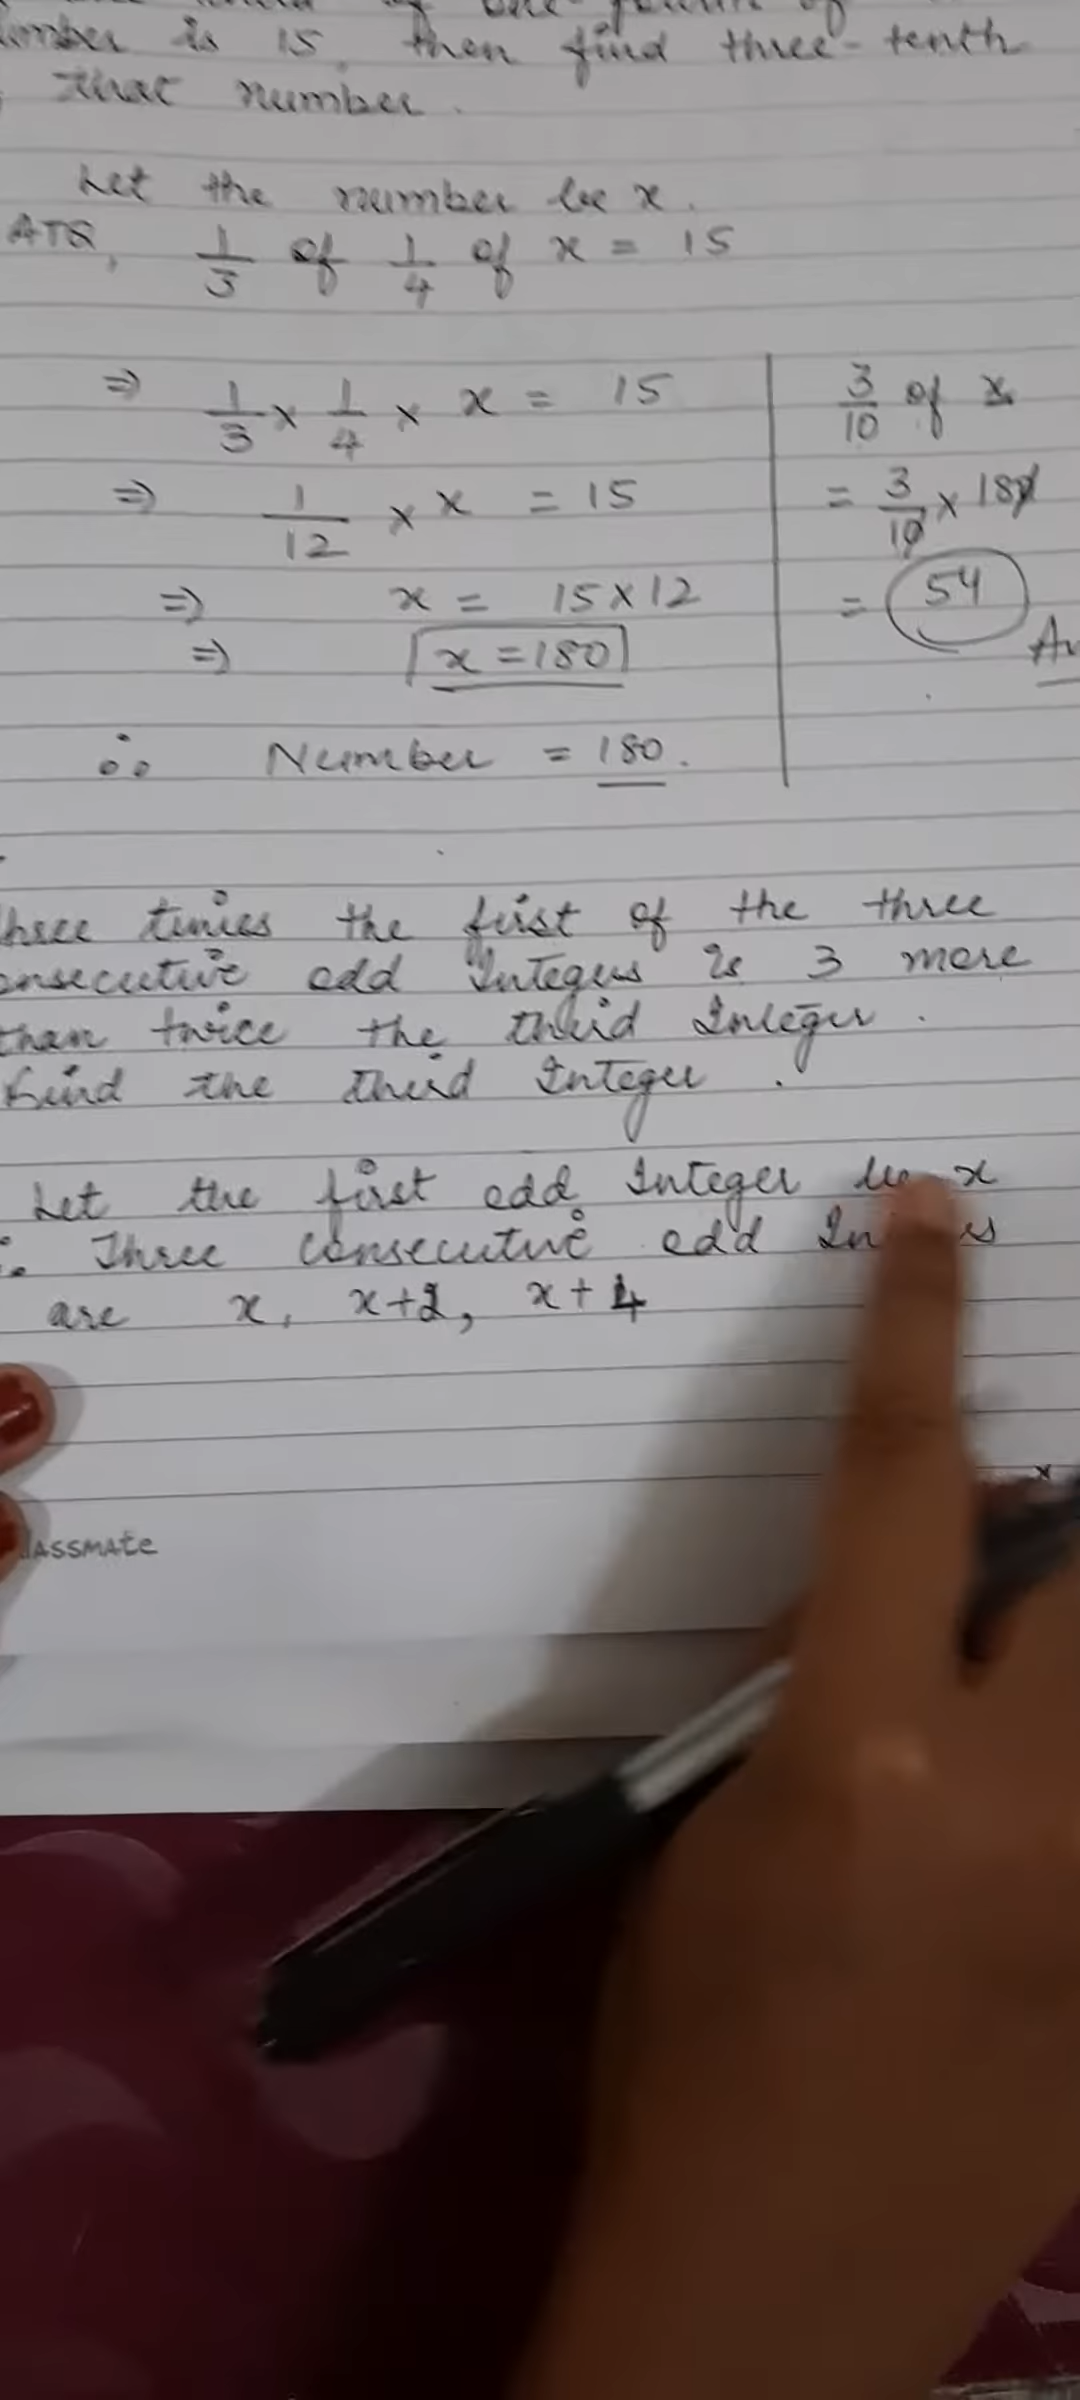 is 15, then find three-tenth
that number.
Let the number be x.
ATQ, 1/3 of 1/4 of x = 15
⇒ 1/3 × 1/4 × x = 15
⇒ 1/12 × x = 15
⇒ x = 15×12
⇒ x = 180
∴ Number = 180.
3/10 of x
= 3/10 × 180
= 54
three times the first of the three
consecutive odd Integers is 3 more
than twice the third Integer.
find the third Integer.
Let the first odd Integer be x
∴ Three consecutive odd
are x, x+2, x+4
classmate